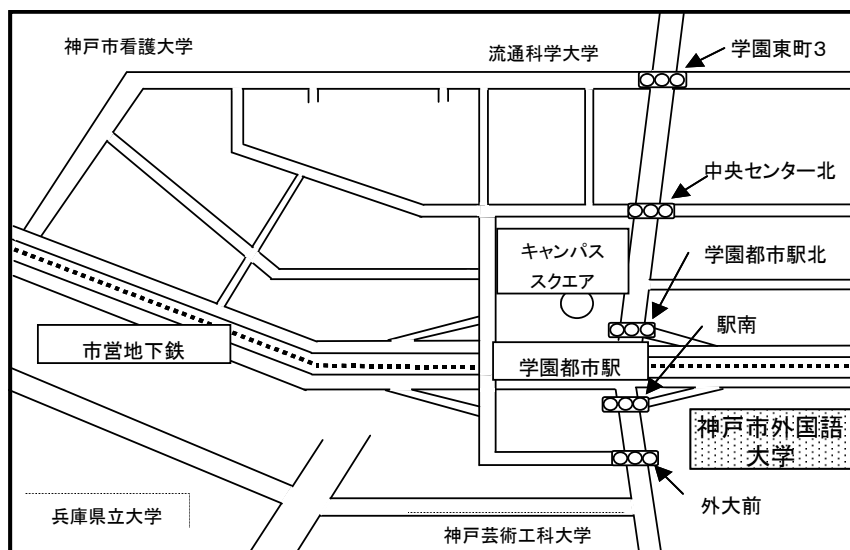 神戸市看護大学
流通科学大学
学園東町3
中央センター北
キャンパス
スクエア
学園都市駅北
駅南
市営地下鉄
学園都市駅
神戸市外国語
大学
外大前
兵庫県立大学
神戸芸術工科大学